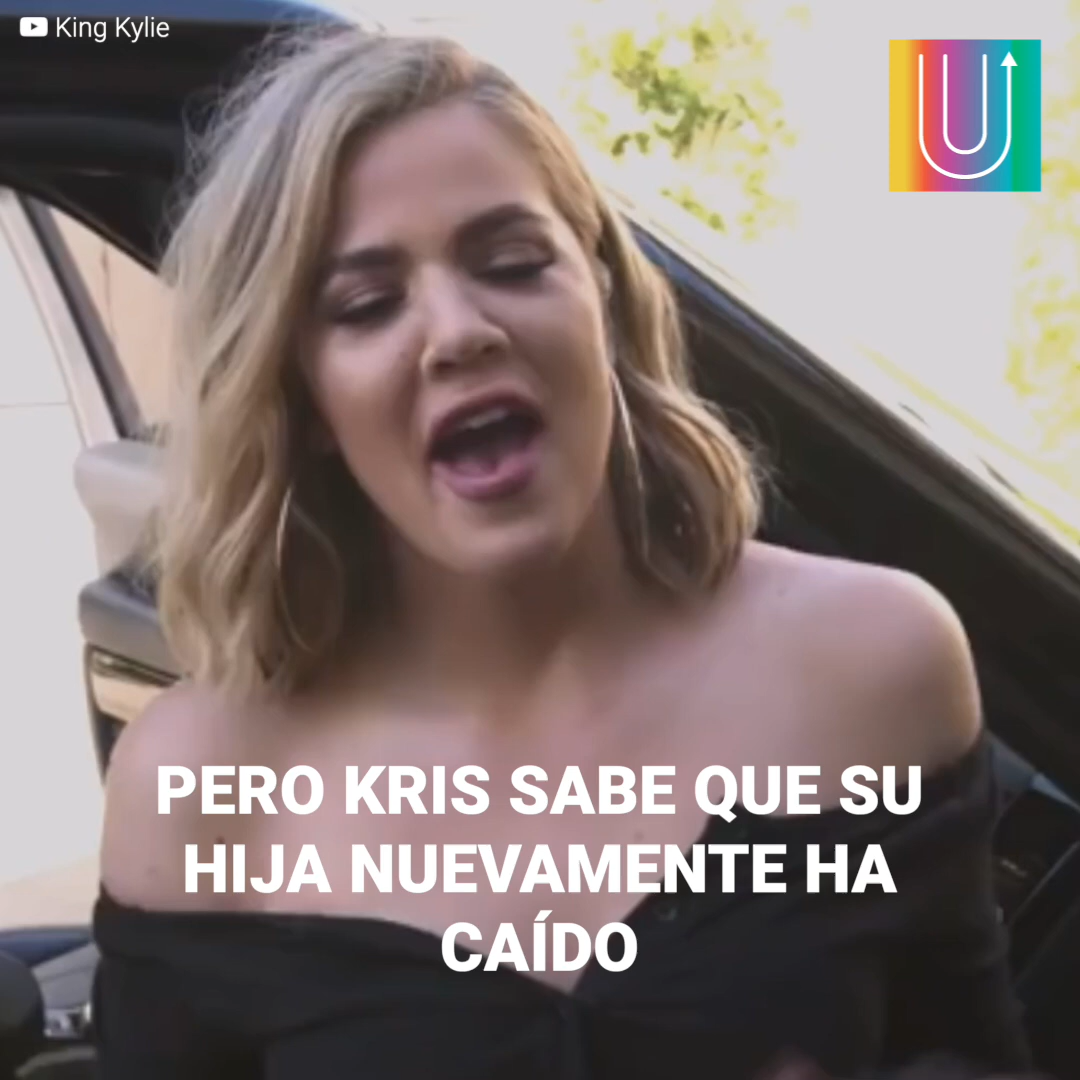 King Kylie
U
PERO KRIS SABE QUE SU
HIJA NUEVAMENTE HA
CAÍDO